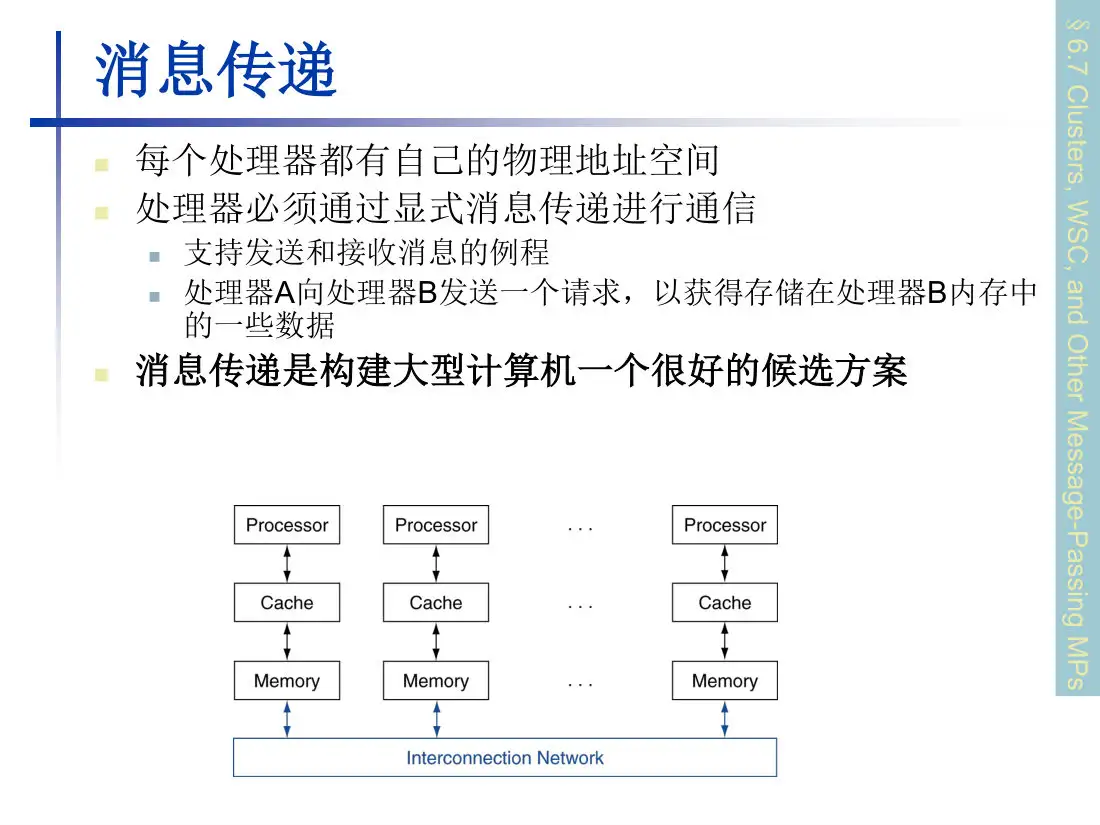 消息传递
每个处理器都有自己的物理地址空间
处理器必须通过显式消息传递进行通信
支持发送和接收消息的例程
处理器A向处理器B发送一个请求，以获得存储在处理器B内存中
的一些数据
消息传递是构建大型计算机一个很好的候选方案
Processor Processor ... Processor
Cache Cache ... Cache
Memory Memory ... Memory
Interconnection Network
§6.7 Clusters, WSC, and Other Message-Passing MPs